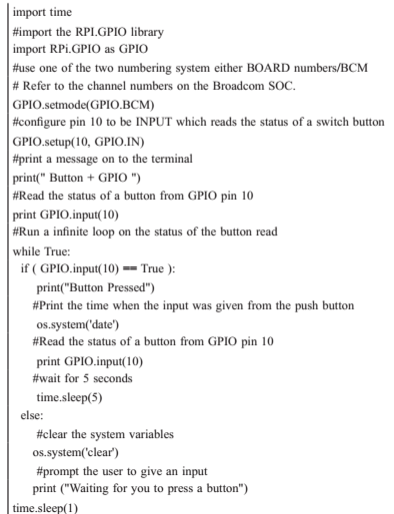 import time
#import the RPI.GPIO library
import RPi.GPIO as GPIO
#use one of the two numbering system either BOARD numbers/BCM
# Refer to the channel numbers on the Broadcom SOC.
GPIO.setmode(GPIO.BCM)
#configure pin 10 to be INPUT which reads the status of a switch button
GPIO.setup(10, GPIO.IN)
#print a message on to the terminal
print(" Button + GPIO ")
#Read the status of a button from GPIO pin 10
print GPIO.input(10)
#Run a infinite loop on the status of the button read
while True:
  if ( GPIO.input(10) == True ):
      print("Button Pressed")
     #Print the time when the input was given from the push button
      os.system('date')
     #Read the status of a button from GPIO pin 10
      print GPIO.input(10)
     #wait for 5 seconds
      time.sleep(5)
  else:
      #clear the system variables
     os.system('clear')
      #prompt the user to give an input
     print ("Waiting for you to press a button")
time.sleep(1)